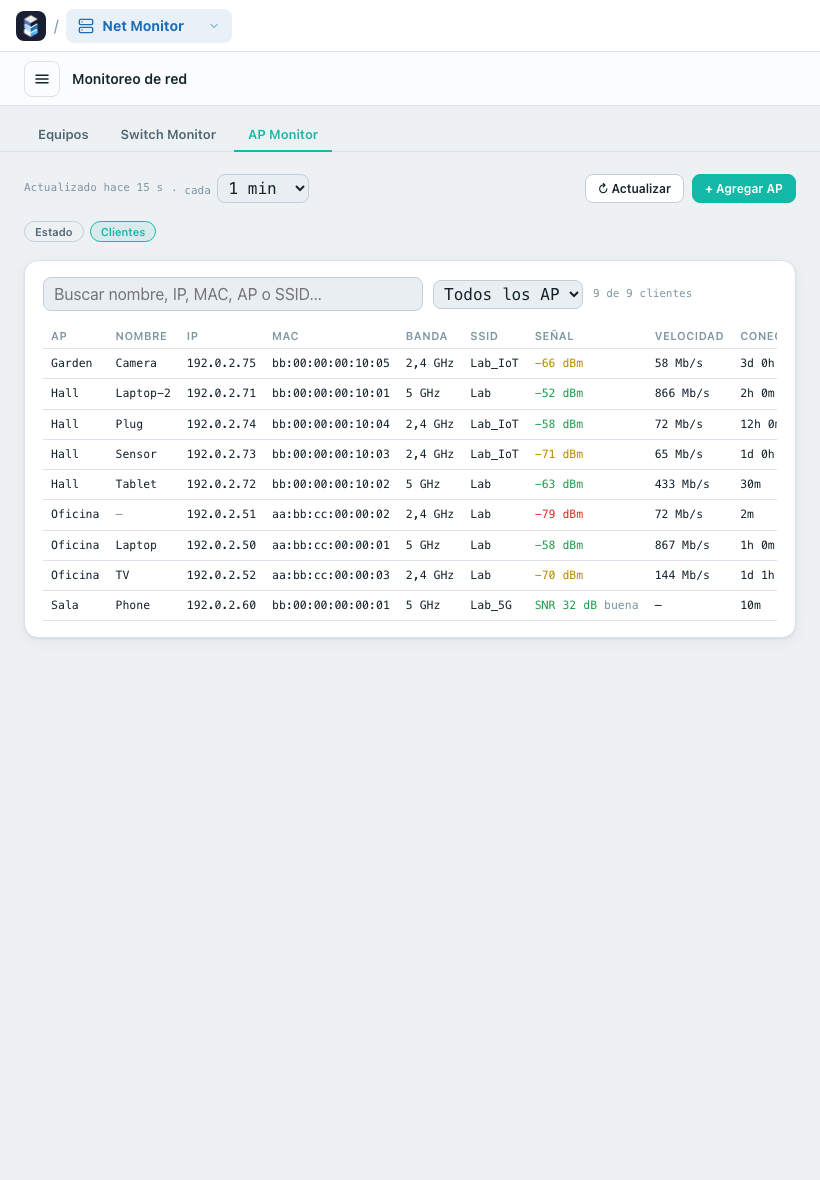 / Net Monitor
Monitoreo de red
Equipos Switch Monitor AP Monitor
Actualizado hace 15 s · cada 1 min ↻ Actualizar + Agregar AP
Estado Clientes
Buscar nombre, IP, MAC, AP o SSID... Todos los AP 9 de 9 clientes
AP NOMBRE IP MAC BANDA SSID SEÑAL VELOCIDAD
Garden Camera 192.0.2.75 bb:00:00:00:10:05 2,4 GHz Lab_IoT −66 dBm 58 Mb/s 3d 0h
Hall Laptop-2 192.0.2.71 bb:00:00:00:10:01 5 GHz Lab −52 dBm 866 Mb/s 2h 0m
Hall Plug 192.0.2.74 bb:00:00:00:10:04 2,4 GHz Lab_IoT −58 dBm 72 Mb/s 12h
Hall Sensor 192.0.2.73 bb:00:00:00:10:03 2,4 GHz Lab_IoT −71 dBm 65 Mb/s 1d 0h
Hall Tablet 192.0.2.72 bb:00:00:00:10:02 5 GHz Lab −63 dBm 433 Mb/s 30m
Oficina — 192.0.2.51 aa:bb:cc:00:00:02 2,4 GHz Lab −79 dBm 72 Mb/s 2m
Oficina Laptop 192.0.2.50 aa:bb:cc:00:00:01 5 GHz Lab −58 dBm 867 Mb/s 1h 0m
Oficina TV 192.0.2.52 aa:bb:cc:00:00:03 2,4 GHz Lab −70 dBm 144 Mb/s 1d 1h
Sala Phone 192.0.2.60 bb:00:00:00:00:01 5 GHz Lab_5G SNR 32 dB buena — 10m